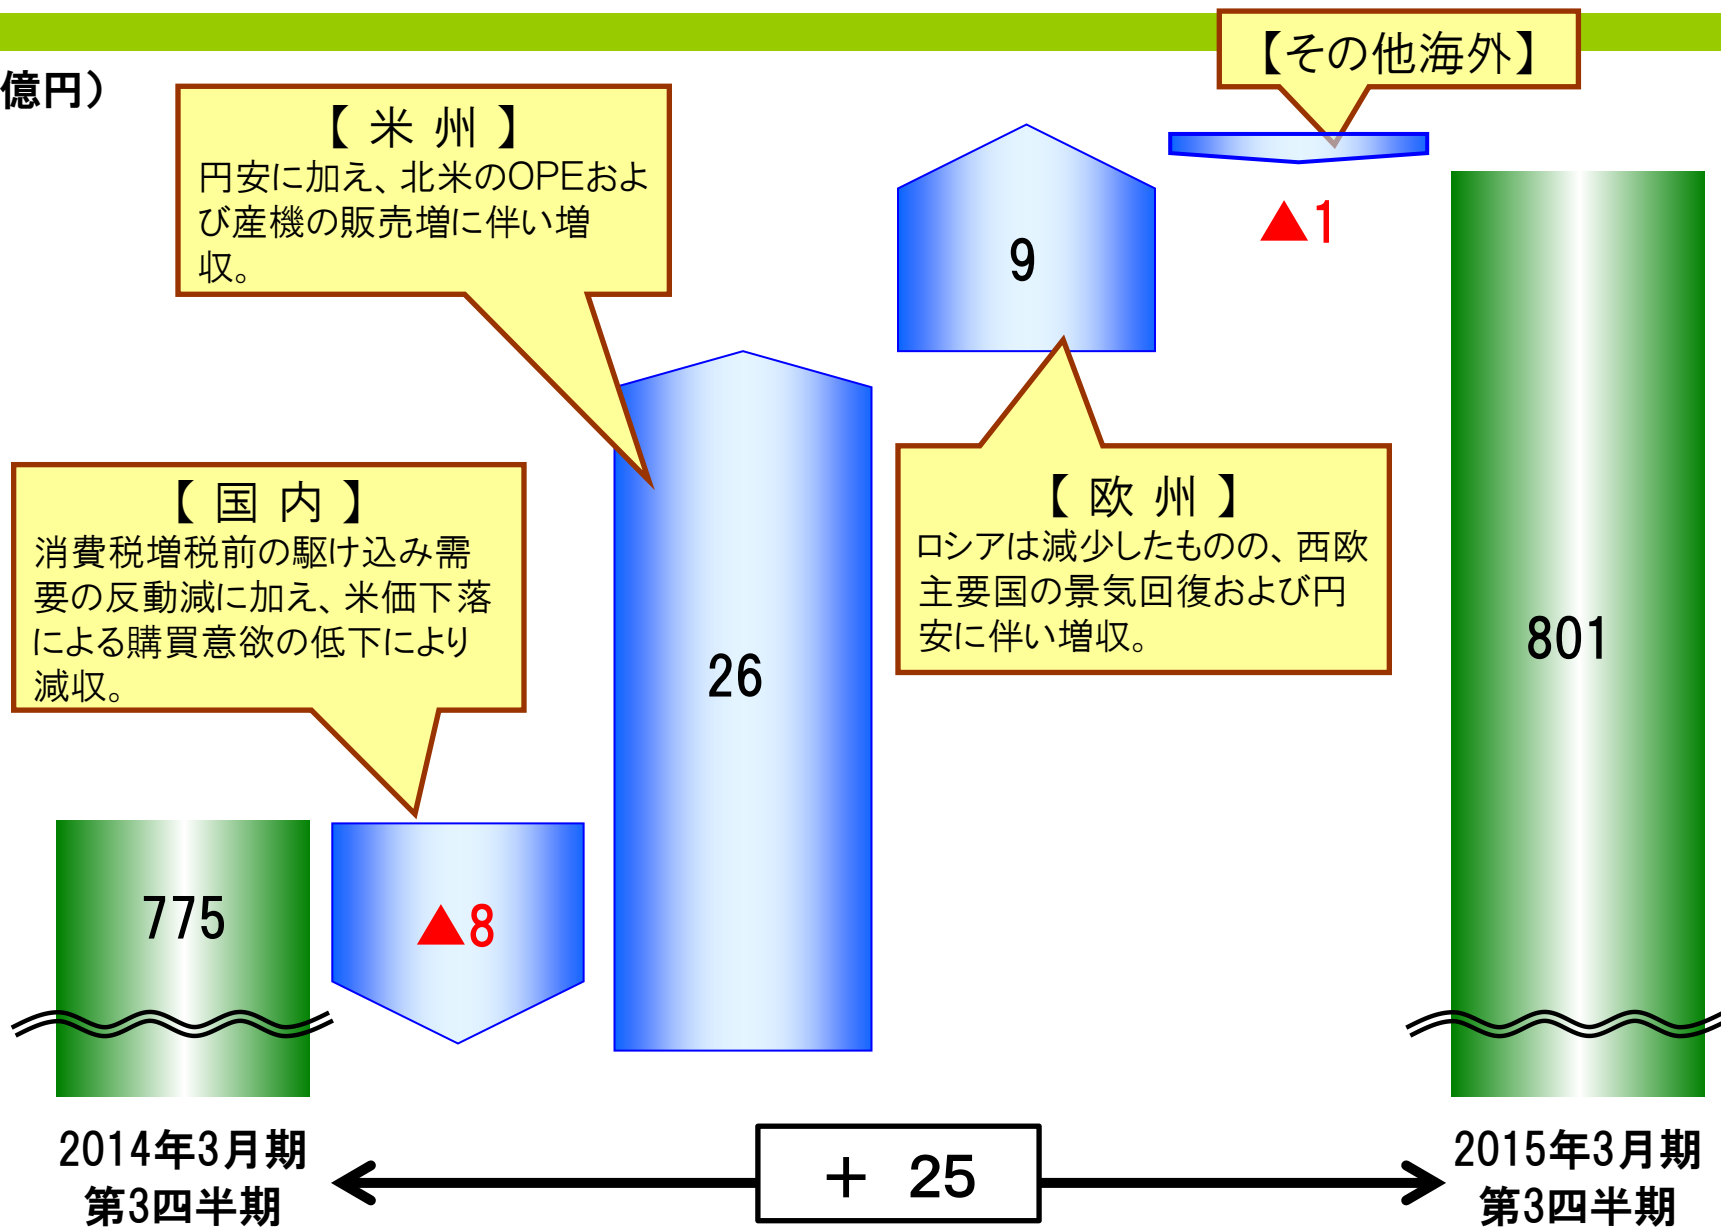 【その他海外】
億円）
【 米 州 】
円安に加え、北米のOPEおよ
び産機の販売増に伴い増
収。
9
▲1
【 国 内 】
消費税増税前の駆け込み需
要の反動減に加え、米価下落
による購買意欲の低下により
減収。
26
【 欧 州 】
ロシアは減少したものの、西欧
主要国の景気回復および円
安に伴い増収。
801
775
▲8
2014年3月期
第3四半期
＋ 25
2015年3月期
第3四半期